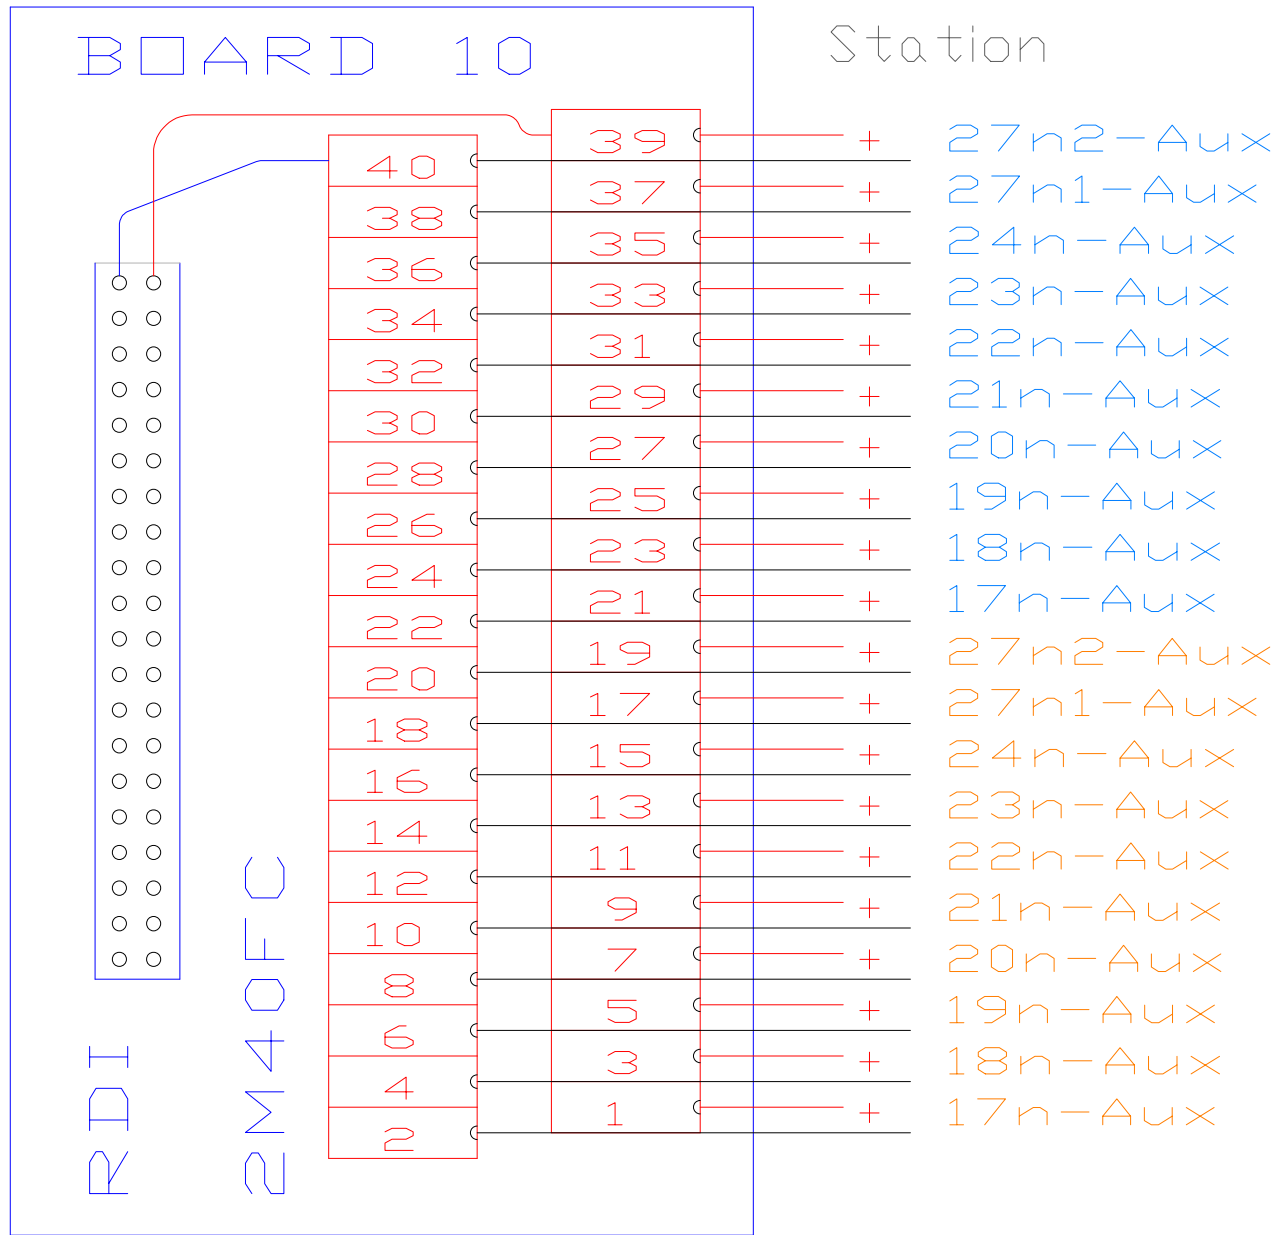 BOARD 10
Station
39 + 27n2-Aux
40
37 + 27n1-Aux
38
35 + 24n-Aux
36
33 + 23n-Aux
34
31 + 22n-Aux
32
29 + 21n-Aux
30
27 + 20n-Aux
28
25 + 19n-Aux
26
23 + 18n-Aux
24
21 + 17n-Aux
22
19 + 27n2-Aux
20
17 + 27n1-Aux
18
15 + 24n-Aux
16
13 + 23n-Aux
14
11 + 22n-Aux
12
9 + 21n-Aux
10
7 + 20n-Aux
8
5 + 19n-Aux
6
3 + 18n-Aux
4
1 + 17n-Aux
2
RDI
2M40FC